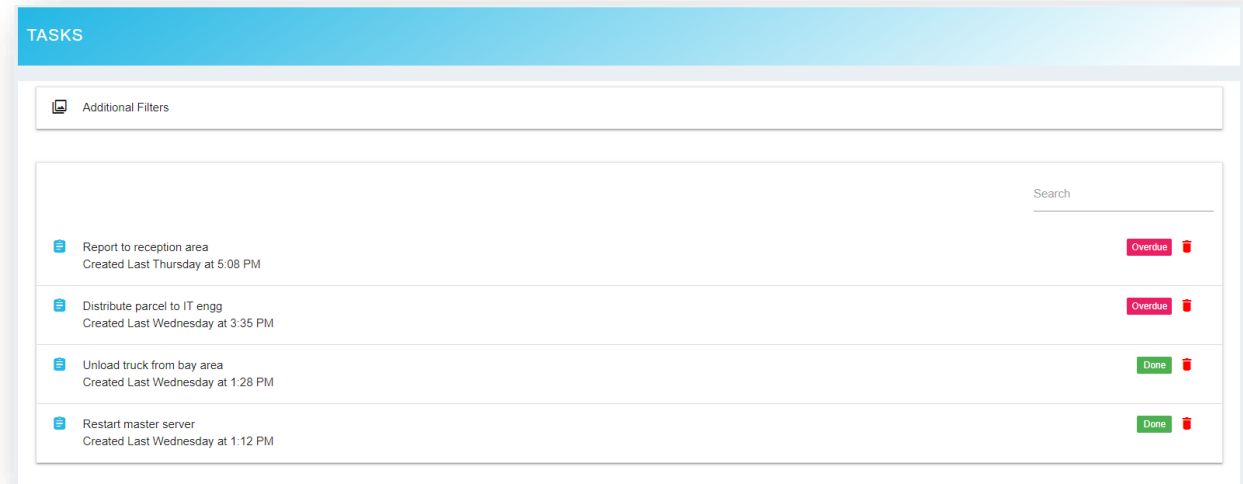 TASKS
Additional Filters
Search
Report to reception area
Created Last Thursday at 5:08 PM
Overdue
Distribute parcel to IT engg
Created Last Wednesday at 3:35 PM
Overdue
Unload truck from bay area
Created Last Wednesday at 1:28 PM
Done
Restart master server
Created Last Wednesday at 1:12 PM
Done